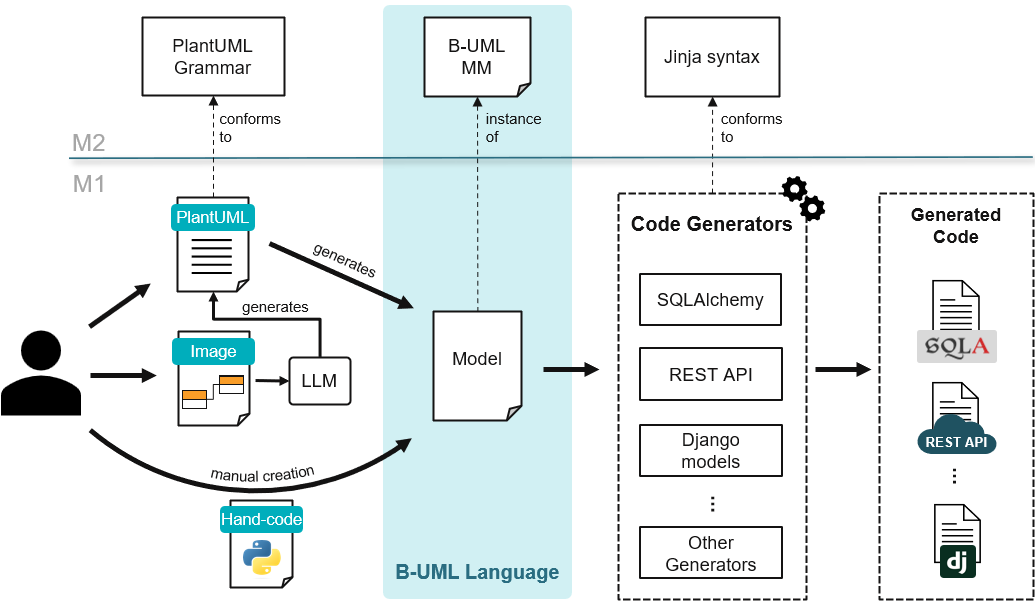 PlantUML
Grammar
B-UML
MM
Jinja syntax
conforms
to
instance
of
conforms
to
M2
M1
PlantUML
generates
generates
Image
LLM
manual creation
Hand-code
Model
B-UML Language
Code Generators
SQLAlchemy
REST API
Django
models
Other
Generators
Generated
Code
SQLA
REST API
dj